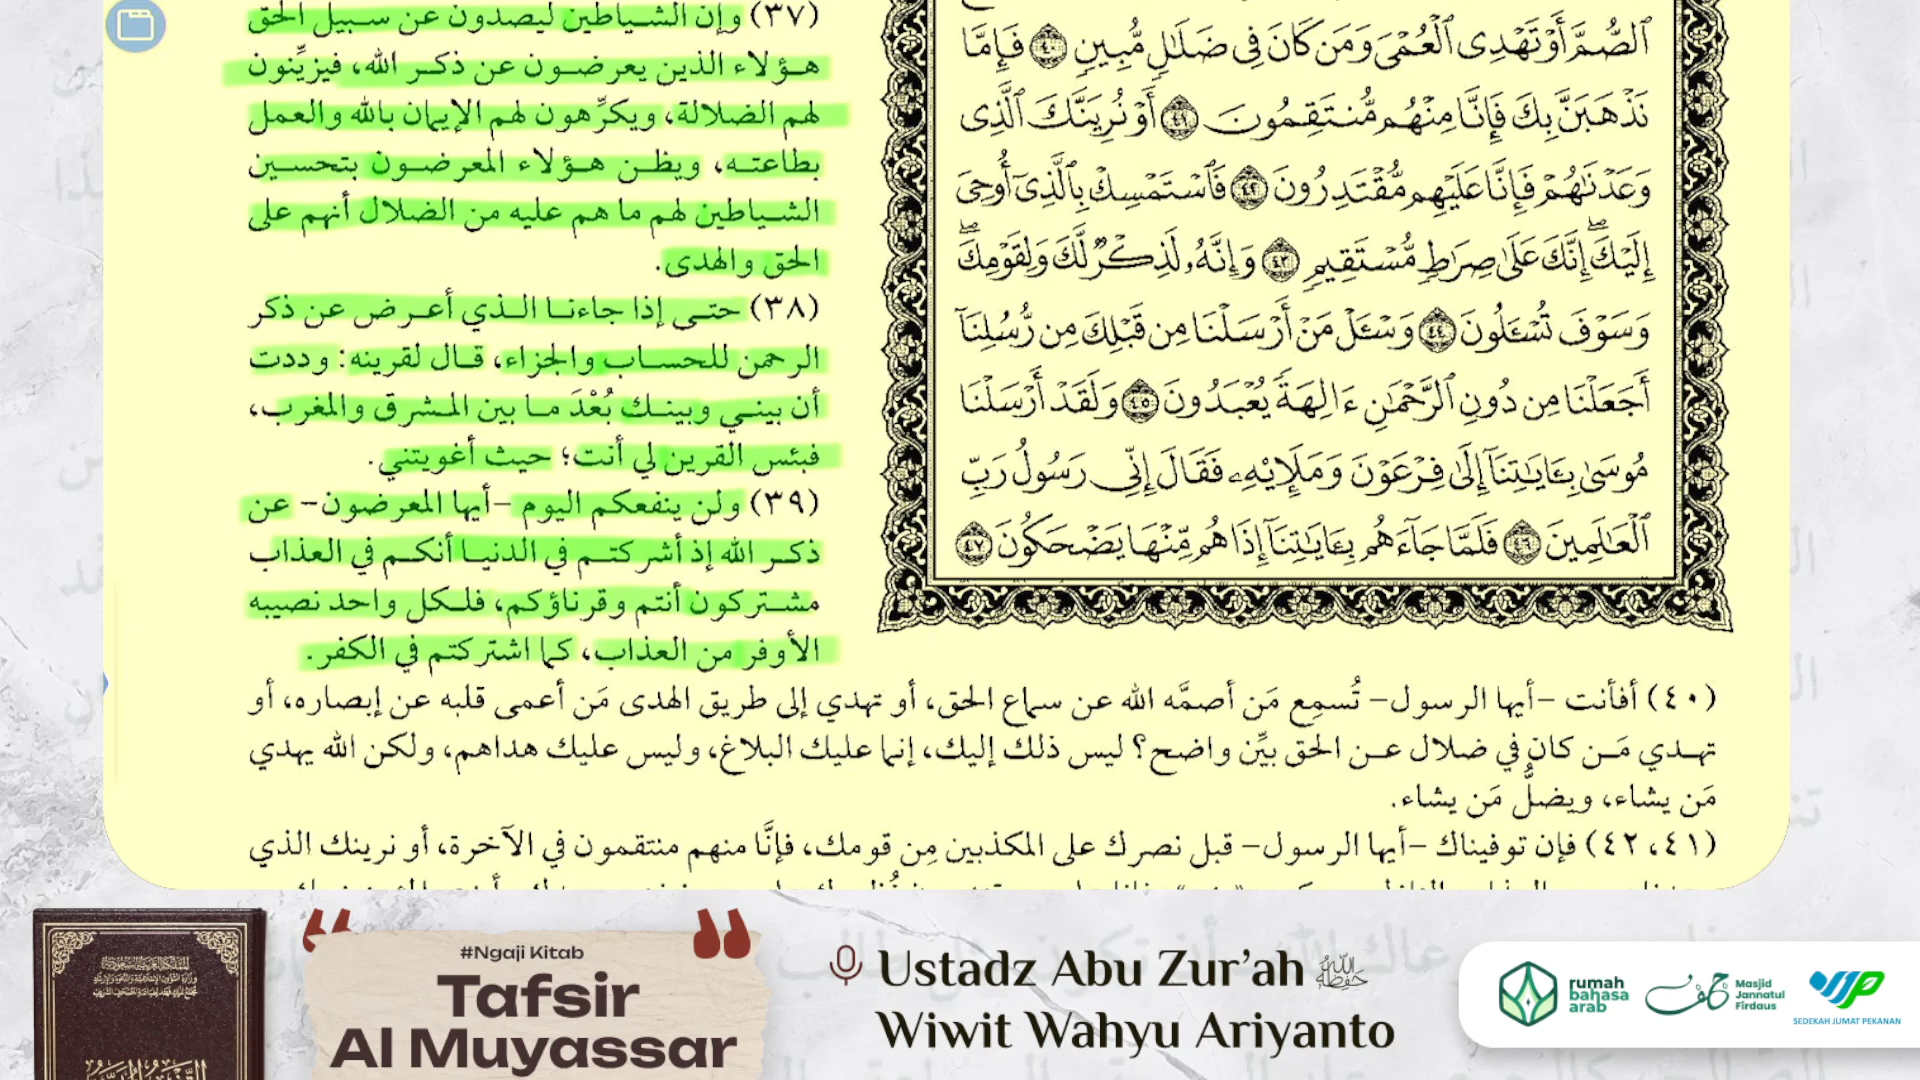 ٱلصُّمَّ أَوْ تَهْدِى ٱلْعُمْىَ وَمَن كَانَ فِى ضَلَٰلٍ مُّبِينٍ ٤٠ فَإِمَّا
نَذْهَبَنَّ بِكَ فَإِنَّا مِنْهُم مُّنتَقِمُونَ ٤١ أَوْ نُرِيَنَّكَ ٱلَّذِى
وَعَدْنَٰهُمْ فَإِنَّا عَلَيْهِم مُّقْتَدِرُونَ ٤٢ فَٱسْتَمْسِكْ بِٱلَّذِىٓ أُوحِىَ
إِلَيْكَ ۖ إِنَّكَ عَلَىٰ صِرَٰطٍ مُّسْتَقِيمٍ ٤٣ وَإِنَّهُۥ لَذِكْرٌ لَّكَ وَلِقَوْمِكَ ۖ
وَسَوْفَ تُسْـَٔلُونَ ٤٤ وَسْـَٔلْ مَنْ أَرْسَلْنَا مِن قَبْلِكَ مِن رُّسُلِنَآ
أَجَعَلْنَا مِن دُونِ ٱلرَّحْمَٰنِ ءَالِهَةً يُعْبَدُونَ ٤٥ وَلَقَدْ أَرْسَلْنَا
مُوسَىٰ بِـَٔايَٰتِنَآ إِلَىٰ فِرْعَوْنَ وَمَلَإِي۟هِۦ فَقَالَ إِنِّى رَسُولُ رَبِّ
ٱلْعَٰلَمِينَ ٤٦ فَلَمَّا جَآءَهُم بِـَٔايَٰتِنَآ إِذَا هُم مِّنْهَا يَضْحَكُونَ ٤٧
(٣٧) وإن الشياطين ليصدون عن سبيل الحق
هؤلاء الذين يعرضون عن ذكر الله، فيزيِّنون
لهم الضلالة، ويكرِّهون لهم الإيمان بالله والعمل
بطاعته، ويظن هؤلاء المعرضون بتحسين
الشياطين لهم ما هم عليه من الضلال أنهم على
الحق والهدى.
(٣٨) حتى إذا جاءنا الذي أعرض عن ذكر
الرحمن للحساب والجزاء، قال لقرينه: وددت
أن بيني وبينك بُعْدَ ما بين المشرق والمغرب،
فبئس القرين لي أنت؛ حيث أغويتني.
(٣٩) ولن ينفعكم اليوم -أيها المعرضون- عن
ذكر الله إذ أشركتم في الدنيا أنكم في العذاب
مشتركون أنتم وقرناؤكم، فلكل واحد نصيبه
الأوفر من العذاب، كما اشتركتم في الكفر.
(٤٠) أفأنت -أيها الرسول- تُسمِع مَن أصمَّه الله عن سماع الحق، أو تهدي إلى طريق الهدى مَن أعمى قلبه عن إبصاره، أو
تهدي مَن كان في ضلال عن الحق بيِّن واضح؟ ليس ذلك إليك، إنما عليك البلاغ، وليس عليك هداهم، ولكن الله يهدي
مَن يشاء، ويضلُّ مَن يشاء.
(٤١، ٤٢) فإن توفيناك -أيها الرسول- قبل نصرك على المكذبين مِن قومك، فإنَّا منهم منتقمون في الآخرة، أو نرينك الذي
#Ngaji Kitab
Tafsir
Al Muyassar
Ustadz Abu Zur'ah حفظه الله
Wiwit Wahyu Ariyanto
rumah
bahasa
arab
Masjid
Jannatul
Firdaus
VJP
SEDEKAH JUMAT PEKANAN